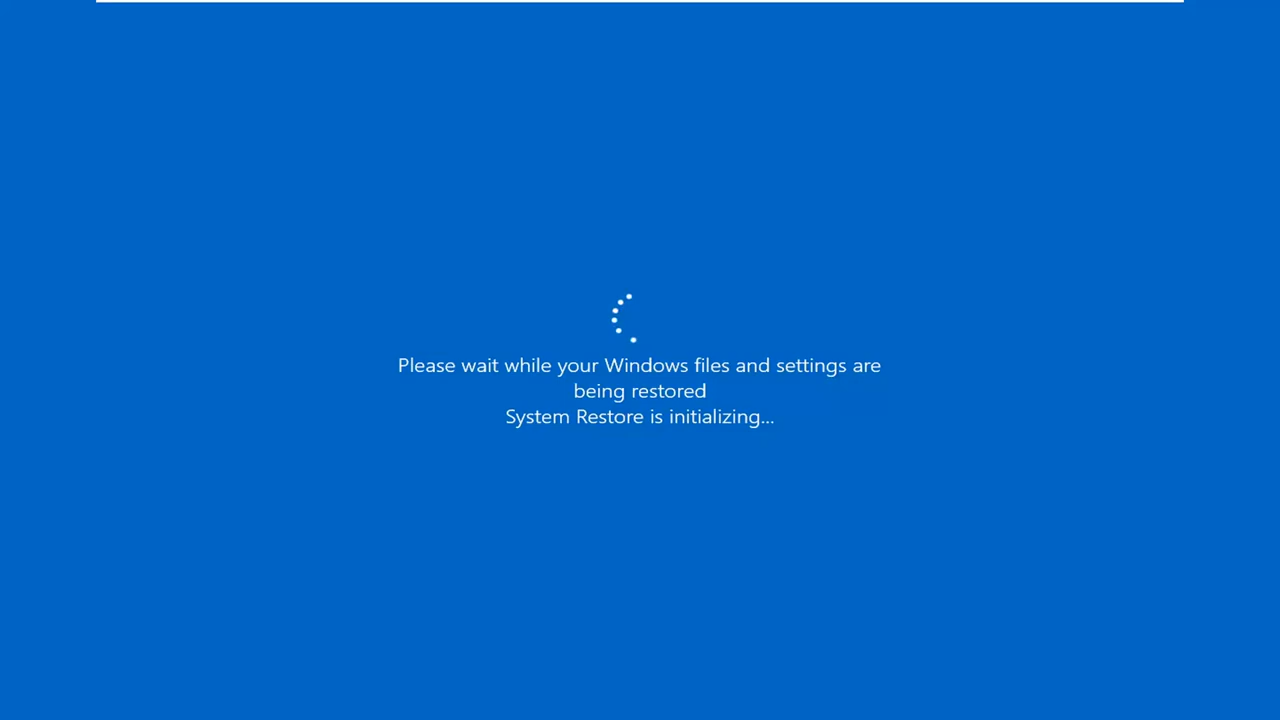 Please wait while your Windows files and settings are
being restored
System Restore is initializing...